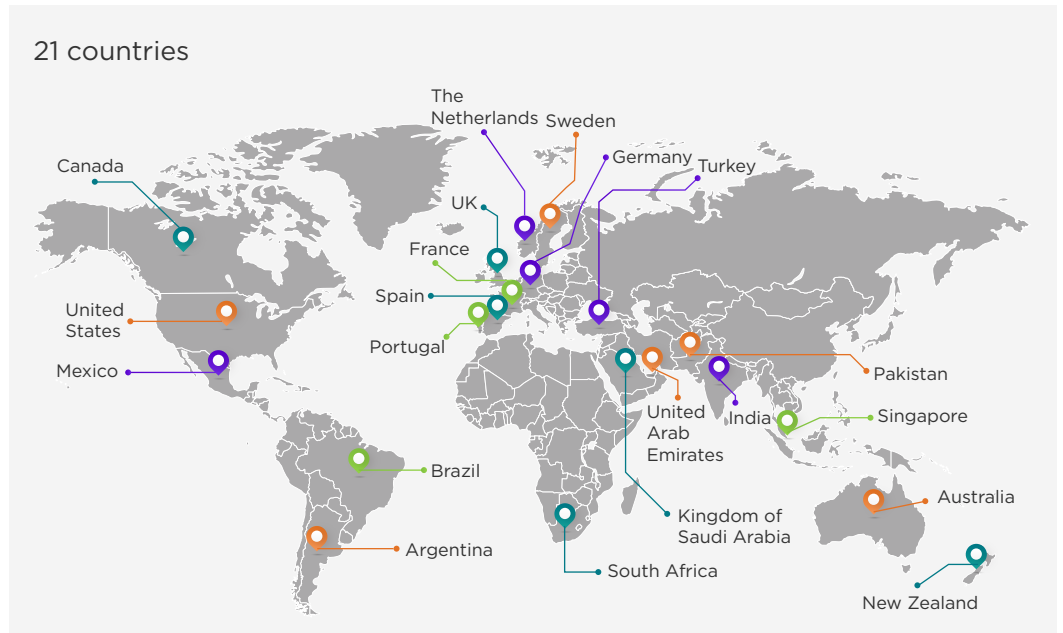 21 countries
The
Netherlands
Sweden
Germany
Turkey
Canada
UK
France
Spain
United
States
Portugal
Mexico
Pakistan
United
Arab
Emirates
India
Singapore
Brazil
Australia
Kingdom of
Saudi Arabia
Argentina
South Africa
New Zealand